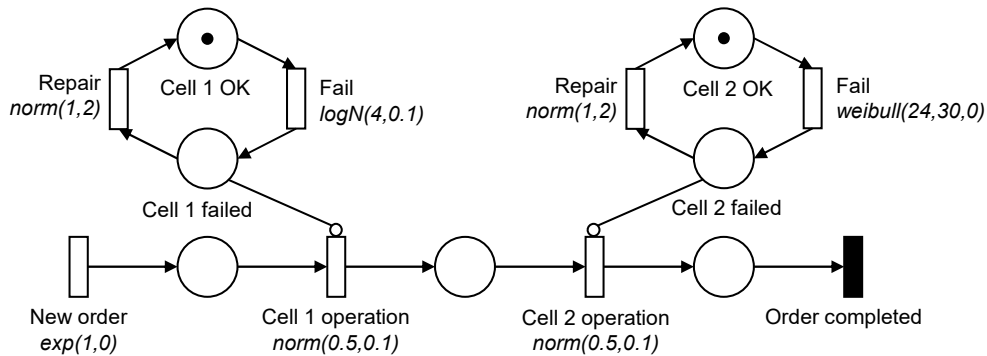 Repair
norm(1,2)
Cell 1 OK
Fail
logN(4,0.1)
Cell 1 failed
Repair
norm(1,2)
Cell 2 OK
Fail
weibull(24,30,0)
Cell 2 failed
New order
exp(1,0)
Cell 1 operation
norm(0.5,0.1)
Cell 2 operation
norm(0.5,0.1)
Order completed